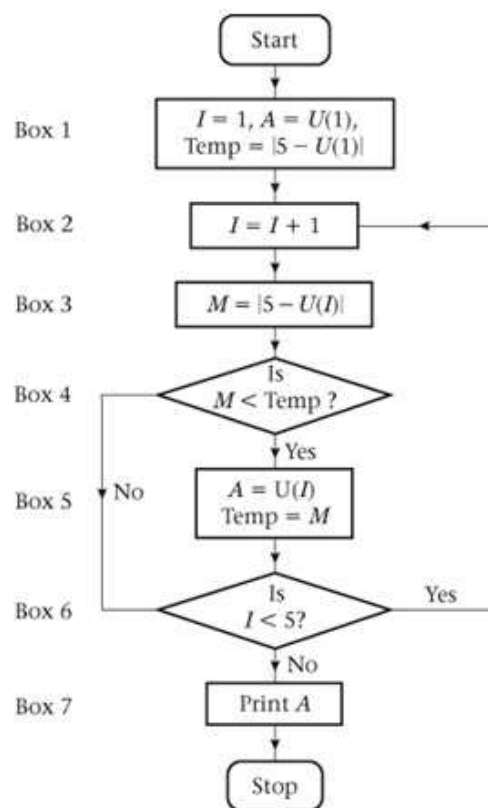 Start
Box 1
I = 1, A = U(1),
Temp = |5 − U(1)|
Box 2
I = I + 1
Box 3
M = |5 − U(I)|
Box 4
Is
M < Temp ?
Yes
No
Box 5
A = U(I)
Temp = M
Box 6
Is
I < 5?
Yes
No
Box 7
Print A
Stop